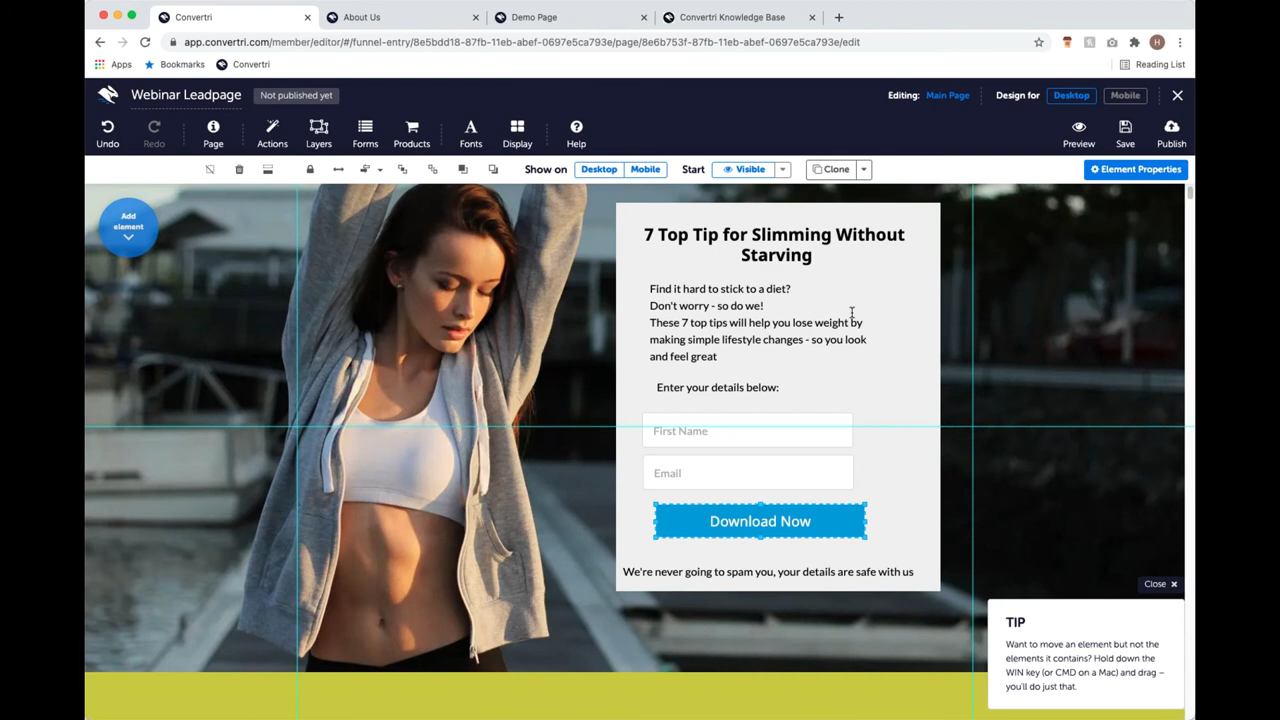 Convertri
About Us
Demo Page
Convertri Knowledge Base
app.convertri.com/member/editor/#/funnel-entry/8e5bdd18-87fb-11eb-abef-0697e5ca793e/page/8e6b753f-87fb-11eb-abef-0697e5ca793e/edit
H
Apps
Bookmarks
Convertri
Reading List
Webinar Leadpage
Not published yet
Editing: Main Page
Design for Desktop Mobile
Undo
Redo
Page
Actions
Layers
Forms
Products
Fonts
Display
Help
Preview
Save
Publish
Show on Desktop Mobile
Start Visible
Clone
Element Properties
Add
element
7 Top Tip for Slimming Without
Starving
Find it hard to stick to a diet?
Don't worry - so do we!
These 7 top tips will help you lose weight by
making simple lifestyle changes - so you look
and feel great
Enter your details below:
First Name
Email
Download Now
We're never going to spam you, your details are safe with us
Close
TIP
Want to move an element but not the
elements it contains? Hold down the
WIN key (or CMD on a Mac) and drag –
you'll do just that.